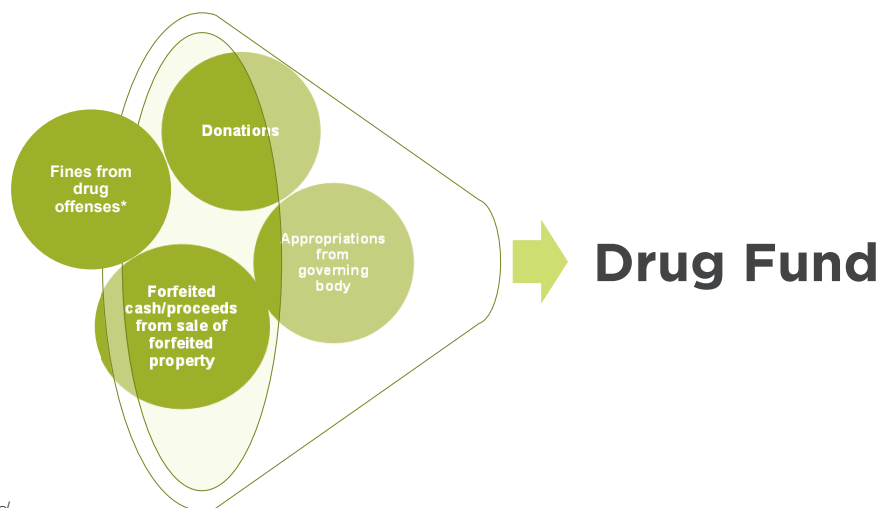 Donations
Fines from
drug
offenses*
Appropriations
from
governing
body
Forfeited
cash/proceeds
from sale of
forfeited
property
Drug Fund